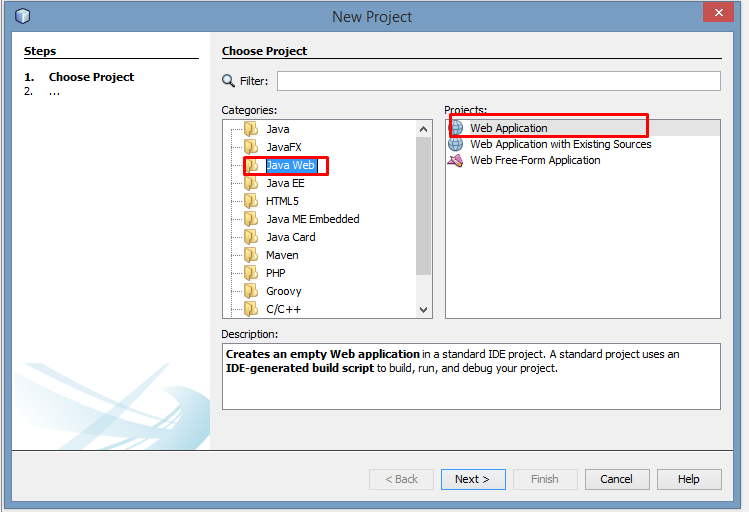 New Project
Steps
1. Choose Project
2. ...
Choose Project
Filter:
Categories:
Java
JavaFX
Java Web
Java EE
HTML5
Java ME Embedded
Java Card
Maven
PHP
Groovy
C/C++
Projects:
Web Application
Web Application with Existing Sources
Web Free-Form Application
Description:
Creates an empty Web application in a standard IDE project. A standard project uses an
IDE-generated build script to build, run, and debug your project.
< Back
Next >
Finish
Cancel
Help